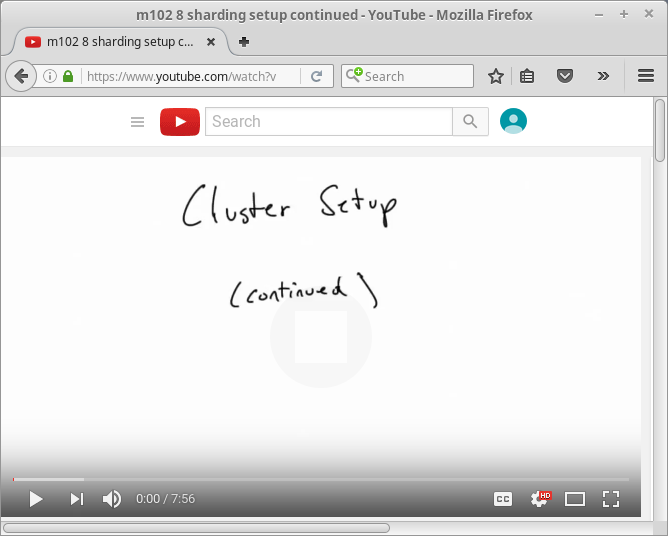 m102 8 sharding setup continued - YouTube - Mozilla Firefox
m102 8 sharding setup c...
https://www.youtube.com/watch?v
Search
Search
Cluster Setup
(continued)
0:00 / 7:56
CC
HD